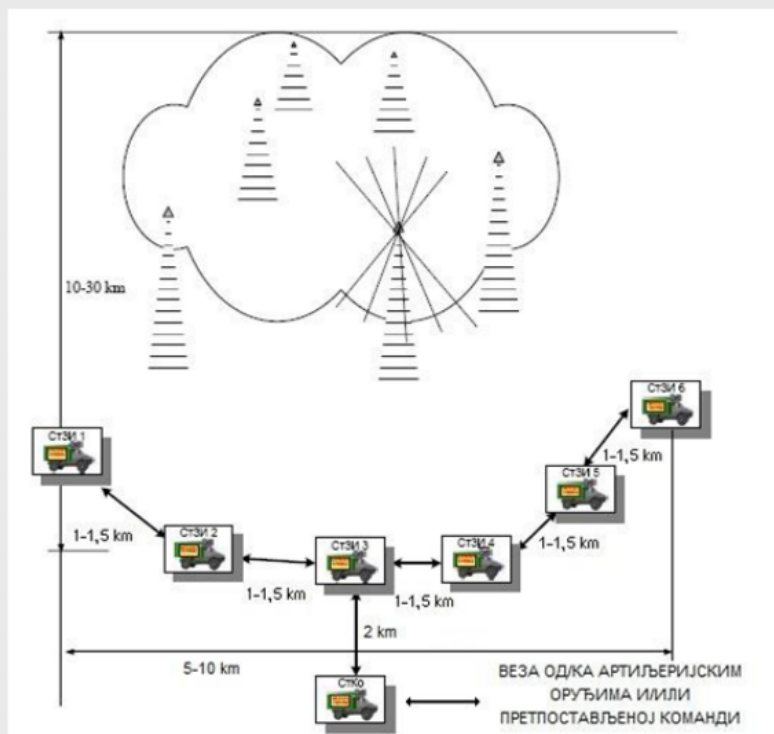 10-30 km
СтЗИ 6
СтЗИ 1
1-1,5 km
СтЗИ 5
1-1,5 km
СтЗИ 2
СтЗИ 3
СтЗИ 4
1-1,5 km
1-1,5 km
1-1,5 km
2 km
5-10 km
СтКо
ВЕЗА ОД/КА АРТИЉЕРИЈСКИМ
ОРУЂИМА И/ИЛИ
ПРЕТПОСТАВЉЕНОЈ КОМАНДИ